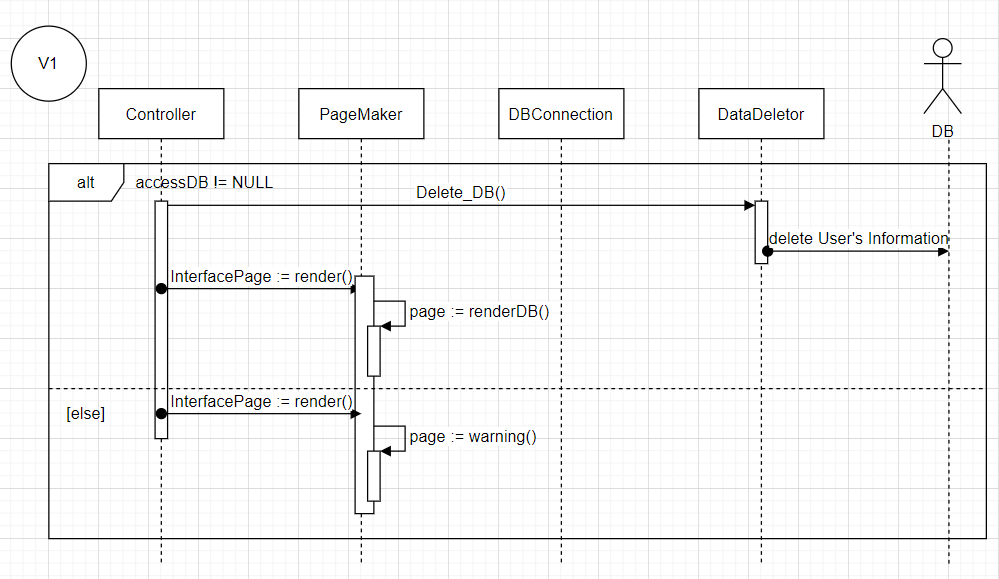 V1
Controller
PageMaker
DBConnection
DataDeletor
DB
alt
accessDB != NULL
Delete_DB()
delete User's Information
InterfacePage := render()
page := renderDB()
InterfacePage := render()
[else]
page := warning()